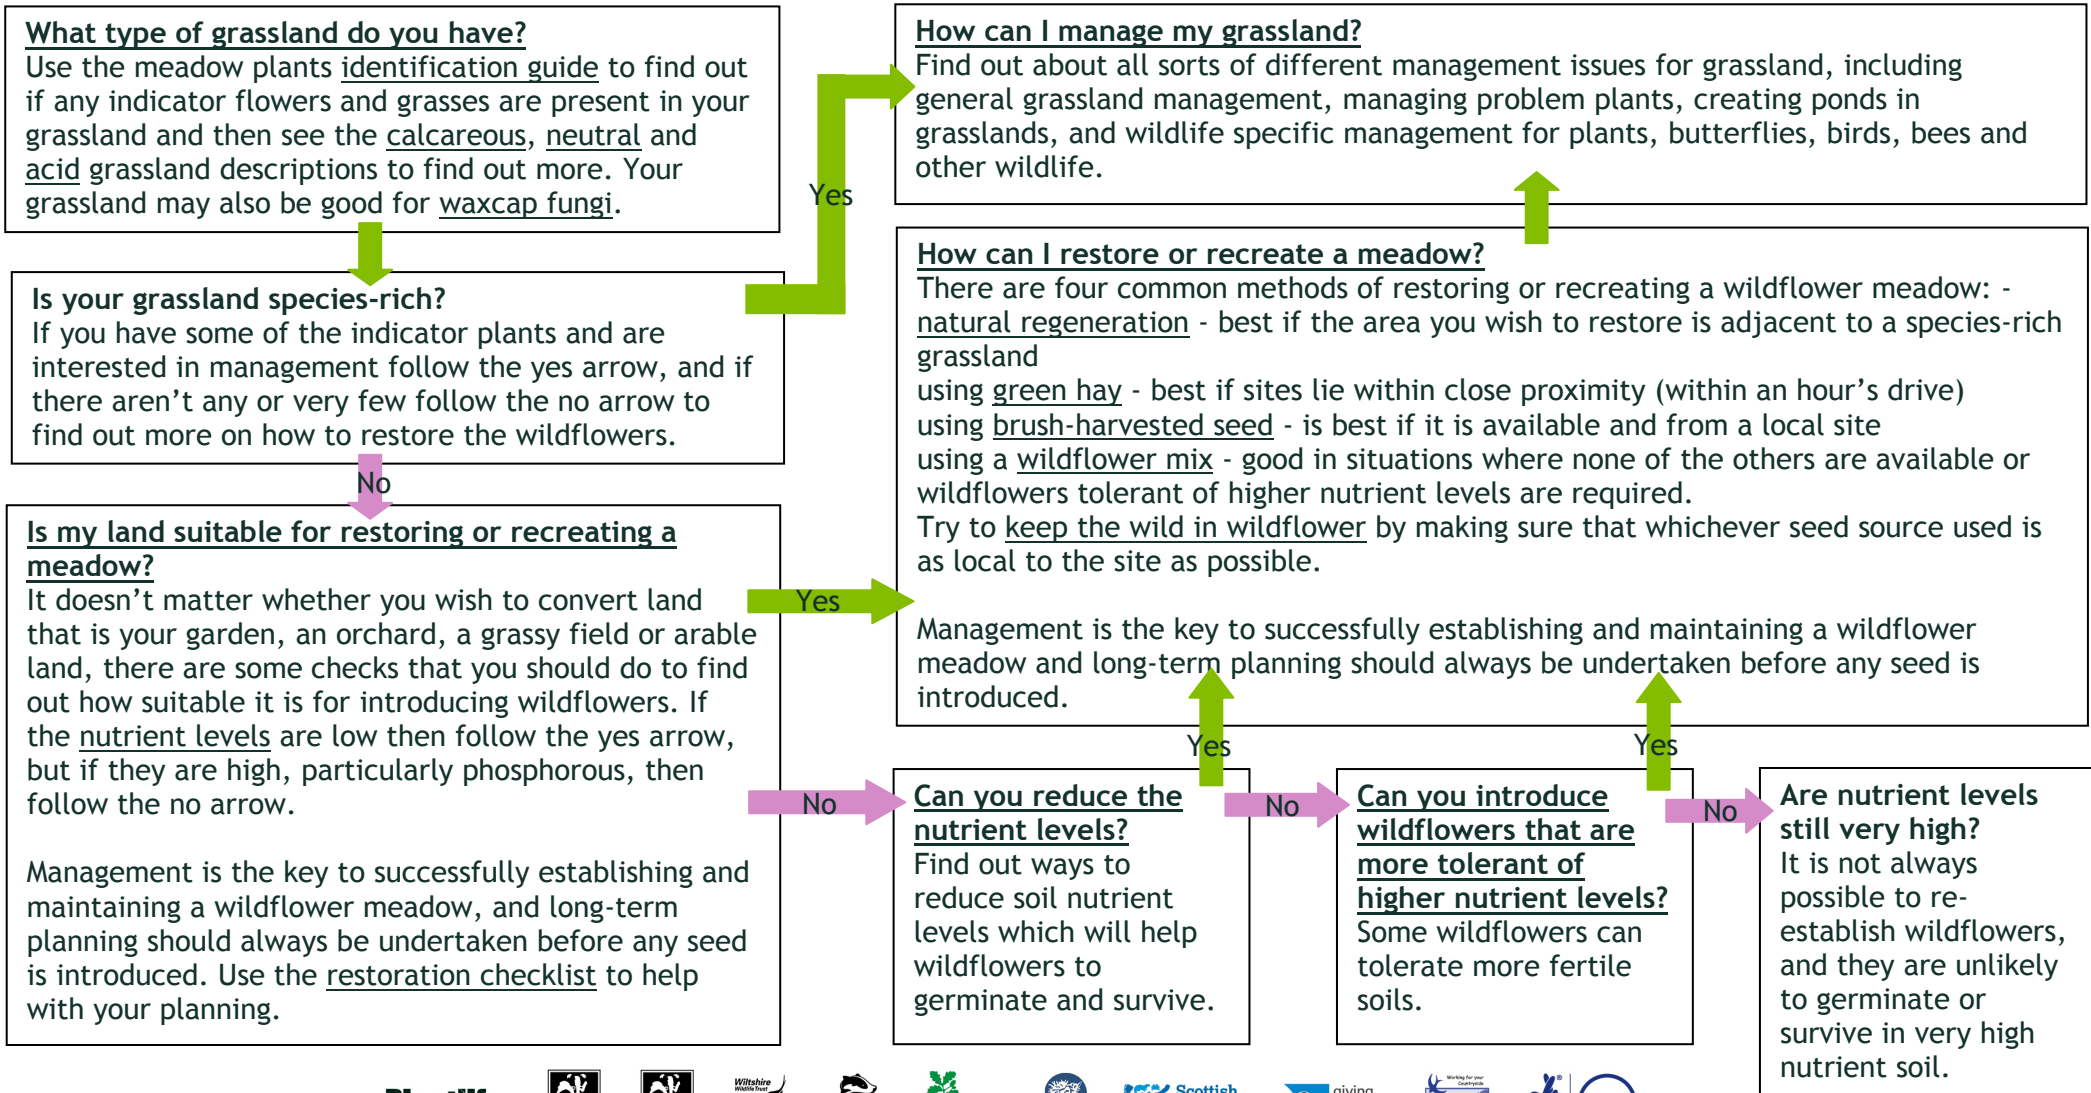 What type of grassland do you have?
Use the meadow plants identification guide to find out
if any indicator flowers and grasses are present in your
grassland and then see the calcareous, neutral and
acid grassland descriptions to find out more. Your
grassland may also be good for waxcap fungi.
Is your grassland species-rich?
If you have some of the indicator plants and are
interested in management follow the yes arrow, and if
there aren't any or very few follow the no arrow to
find out more on how to restore the wildflowers.
Yes
How can I manage my grassland?
Find out about all sorts of different management issues for grassland, including
general grassland management, managing problem plants, creating ponds in
grasslands, and wildlife specific management for plants, butterflies, birds, bees and
other wildlife.
No
Is my land suitable for restoring or recreating a
meadow?
It doesn't matter whether you wish to convert land
that is your garden, an orchard, a grassy field or arable
land, there are some checks that you should do to find
out how suitable it is for introducing wildflowers. If
the nutrient levels are low then follow the yes arrow,
but if they are high, particularly phosphorous, then
follow the no arrow.
Management is the key to successfully establishing and
maintaining a wildflower meadow, and long-term
planning should always be undertaken before any seed
is introduced. Use the restoration checklist to help
with your planning.
Yes
How can I restore or recreate a meadow?
There are four common methods of restoring or recreating a wildflower meadow: -
natural regeneration - best if the area you wish to restore is adjacent to a species-rich
grassland
using green hay - best if sites lie within close proximity (within an hour's drive)
using brush-harvested seed - is best if it is available and from a local site
using a wildflower mix - good in situations where none of the others are available or
wildflowers tolerant of higher nutrient levels are required.
Try to keep the wild in wildflower by making sure that whichever seed source used is
as local to the site as possible.
Management is the key to successfully establishing and maintaining a wildflower
meadow and long-term planning should always be undertaken before any seed is
introduced.
No
Yes
Can you reduce the
nutrient levels?
Find out ways to
reduce soil nutrient
levels which will help
wildflowers to
germinate and survive.
No
Yes
Can you introduce
wildflowers that are
more tolerant of
higher nutrient levels?
Some wildflowers can
tolerate more fertile
soils.
No
Are nutrient levels
still very high?
It is not always
possible to re-
establish wildflowers,
and they are unlikely
to germinate or
survive in very high
nutrient soil.
Wiltshire
Wildlife Trust
Scottish
giving
Working for your
Countryside